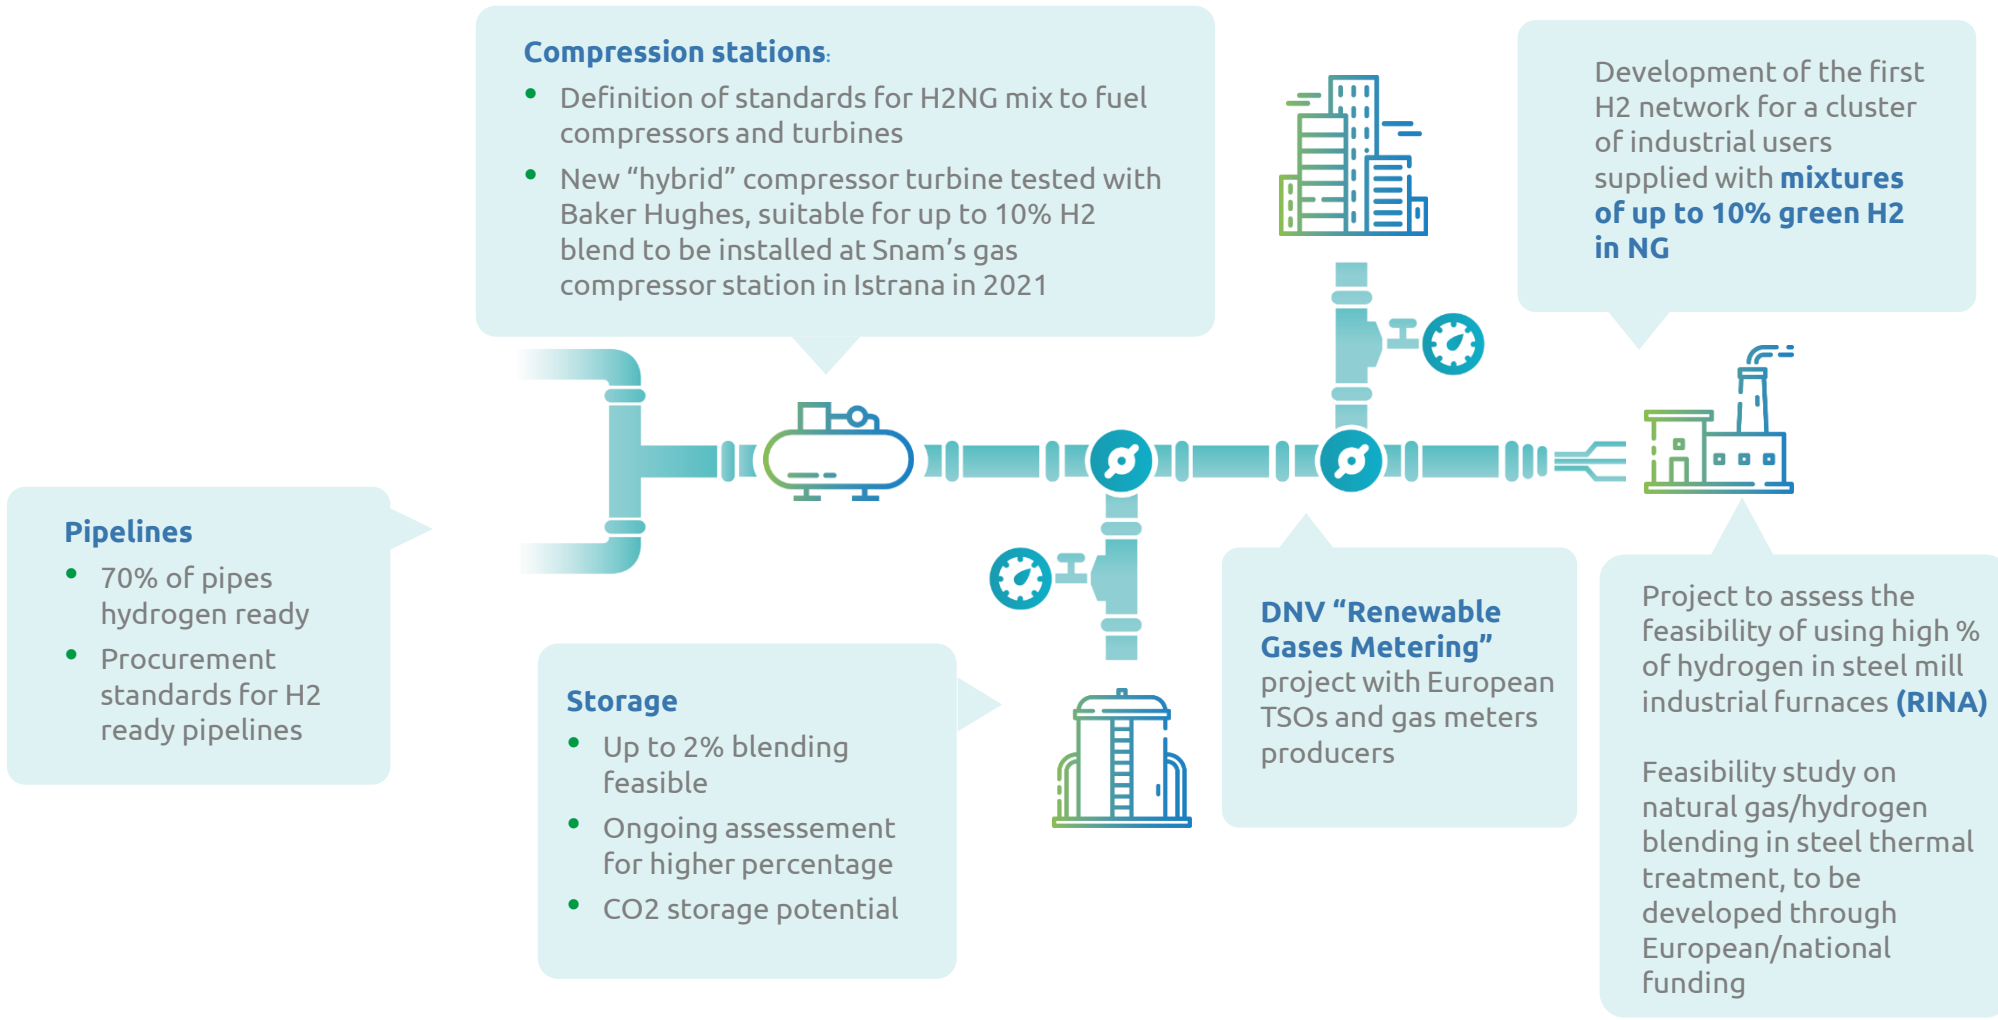 Compression stations:
• Definition of standards for H2NG mix to fuel
compressors and turbines
• New “hybrid” compressor turbine tested with
Baker Hughes, suitable for up to 10% H2
blend to be installed at Snam’s gas
compressor station in Istrana in 2021
Development of the first
H2 network for a cluster
of industrial users
supplied with mixtures
of up to 10% green H2
in NG
Pipelines
• 70% of pipes
hydrogen ready
• Procurement
standards for H2
ready pipelines
Storage
• Up to 2% blending
feasible
• Ongoing assessement
for higher percentage
• CO2 storage potential
DNV “Renewable
Gases Metering”
project with European
TSOs and gas meters
producers
Project to assess the
feasibility of using high %
of hydrogen in steel mill
industrial furnaces (RINA)
Feasibility study on
natural gas/hydrogen
blending in steel thermal
treatment, to be
developed through
European/national
funding